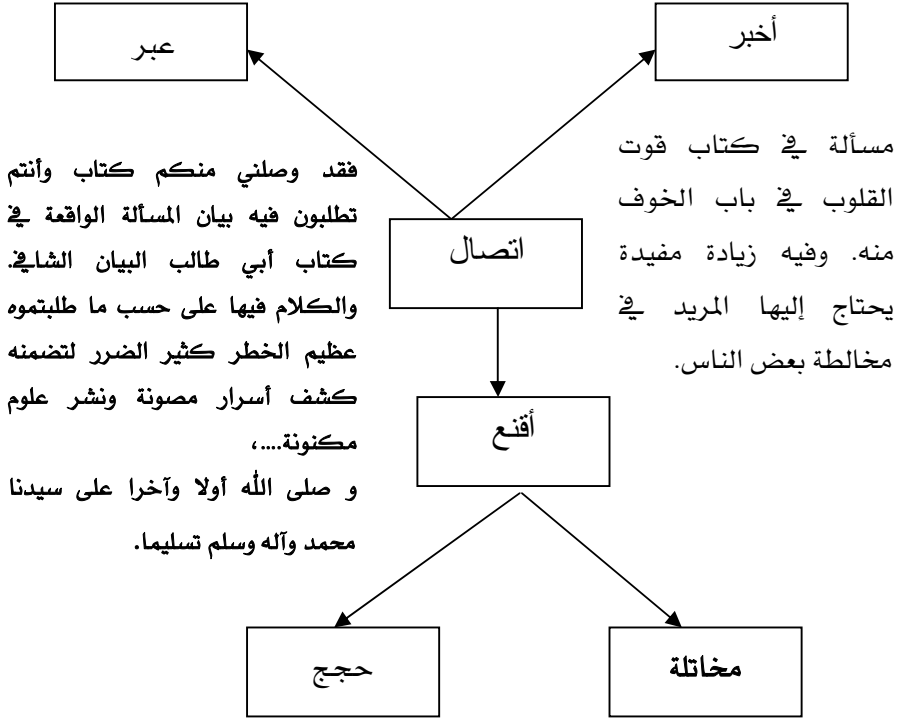 أخبر
عبر
مسألة في كتاب قوت
القلوب في باب الخوف
منه. وفيه زيادة مفيدة
يحتاج إليها المريد في
مخالطة بعض الناس.
فقد وصلني منكم كتاب وأنتم
تطلبون فيه بيان المسألة الواقعة في
كتاب أبي طالب البيان الشافي.
والكلام فيها على حسب ما طلبتموه
عظيم الخطر كثير الضرر لتضمنه
كشف أسرار مصونة ونشر علوم
مكنونة....،
و صلى الله أولا وآخرا على سيدنا
محمد وآله وسلم تسليما.
اتصال
أقنع
مخاتلة
حجج